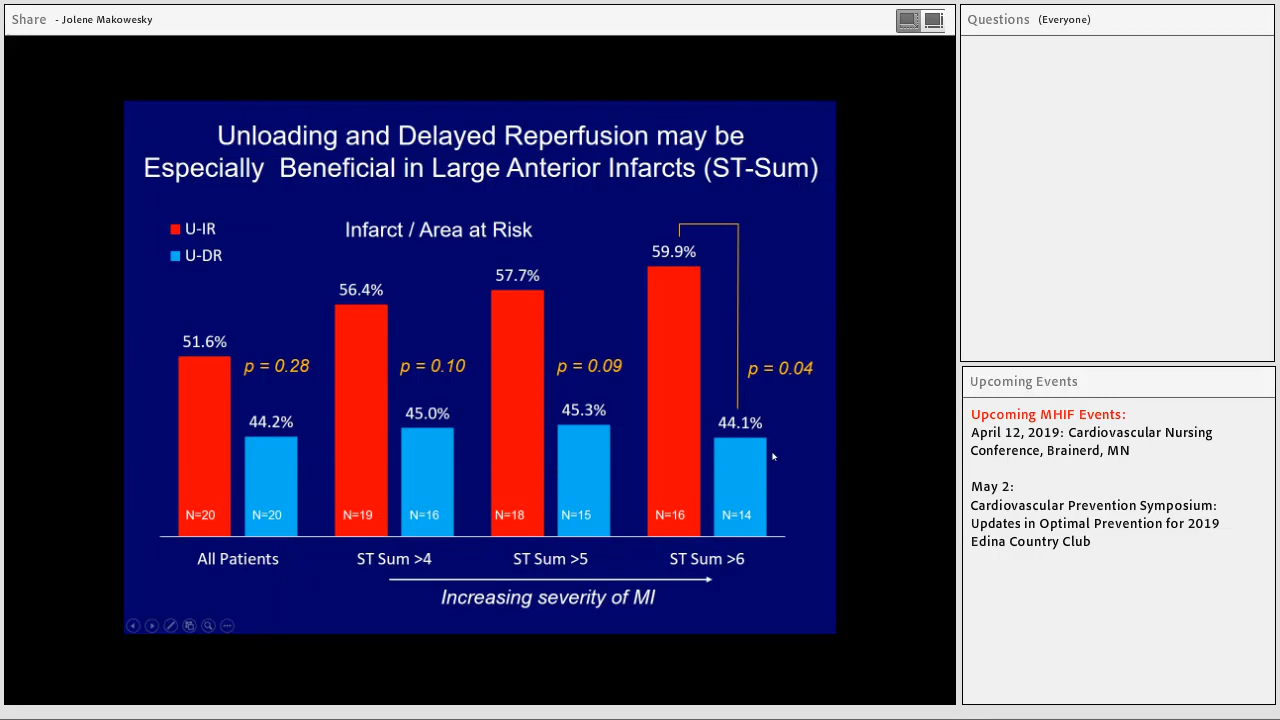 Share - Jolene Makowesky
Unloading and Delayed Reperfusion may be
Especially Beneficial in Large Anterior Infarcts (ST-Sum)
U-IR
U-DR
Infarct / Area at Risk
51.6%
p = 0.28
44.2%
N=20
N=20
All Patients
56.4%
p = 0.10
45.0%
N=19
N=16
ST Sum >4
57.7%
p = 0.09
45.3%
N=18
N=15
ST Sum >5
59.9%
p = 0.04
44.1%
N=16
N=14
ST Sum >6
Increasing severity of MI
Questions (Everyone)
Upcoming Events
Upcoming MHIF Events:
April 12, 2019: Cardiovascular Nursing
Conference, Brainerd, MN
May 2:
Cardiovascular Prevention Symposium:
Updates in Optimal Prevention for 2019
Edina Country Club